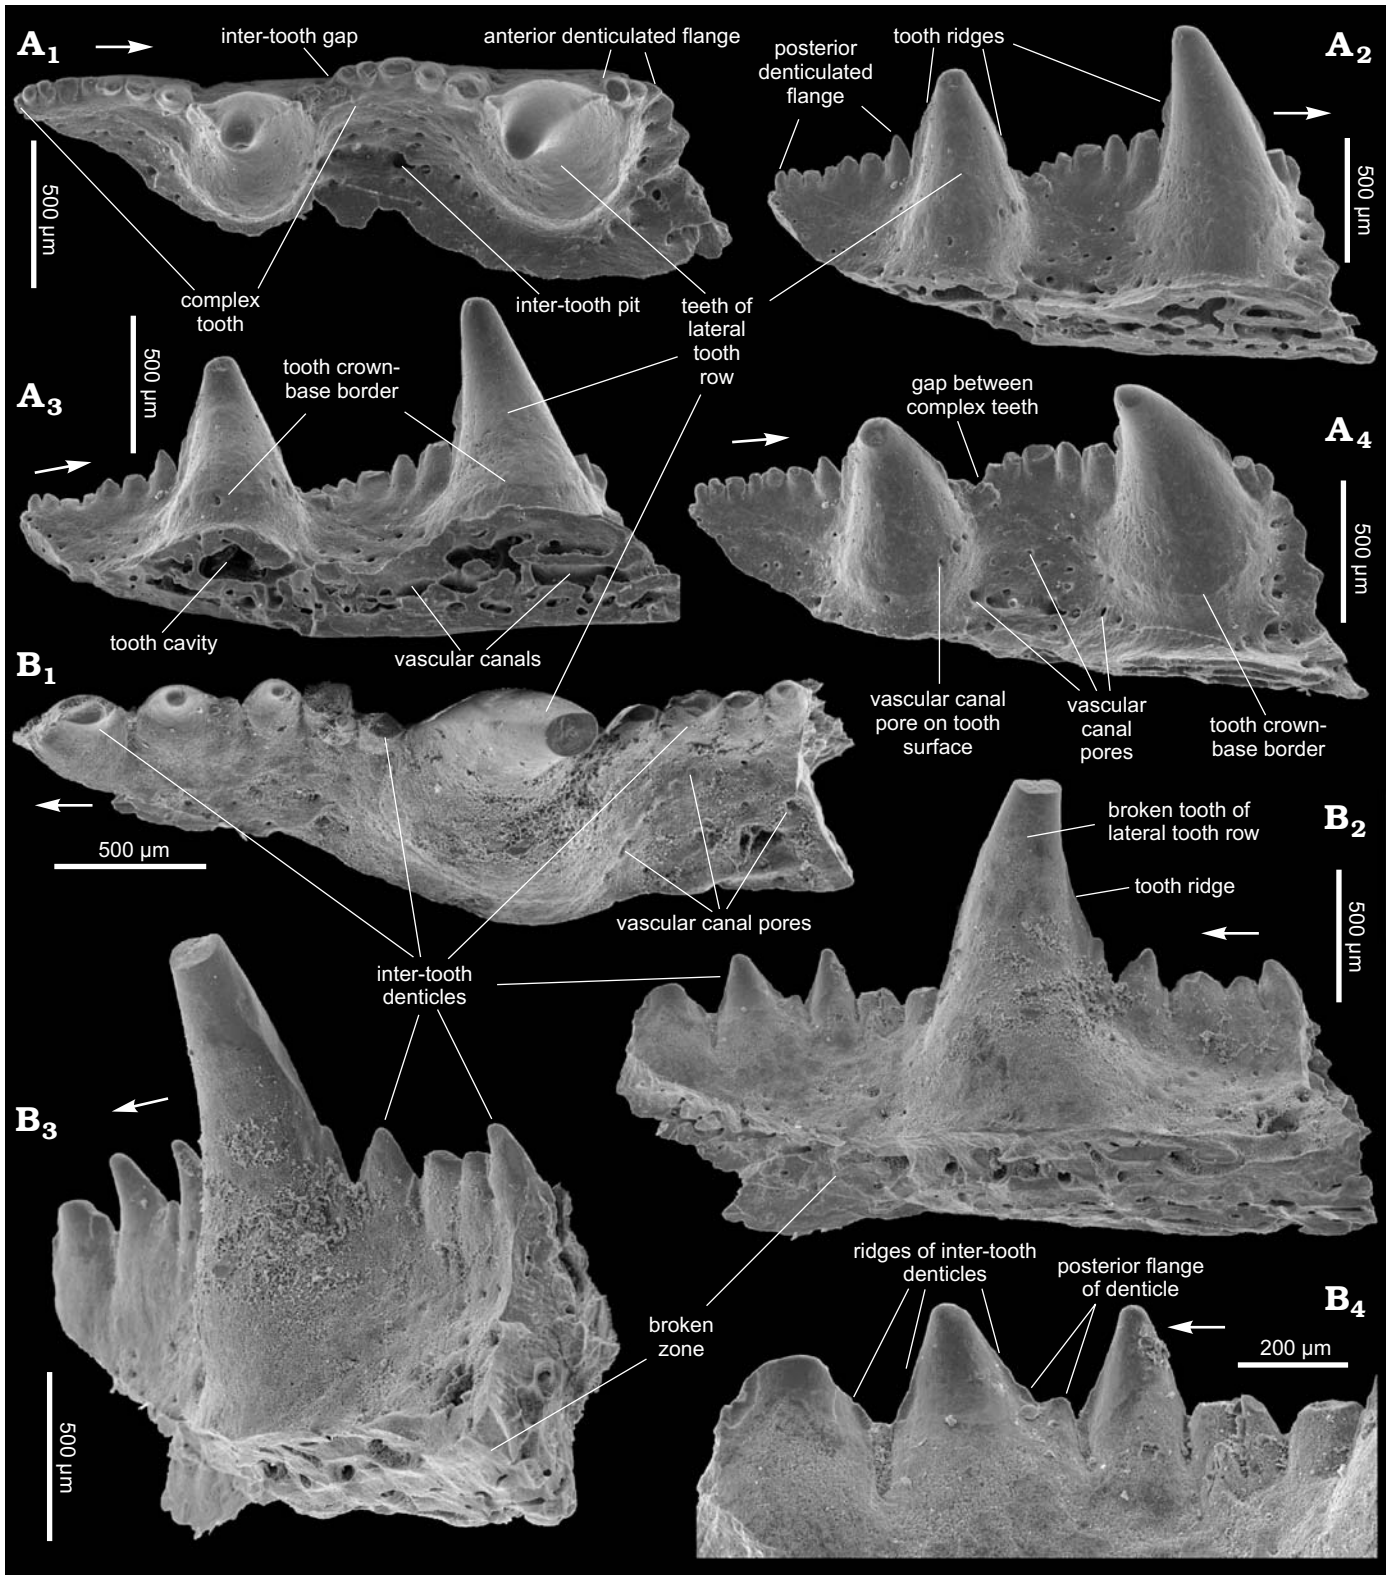 A1
inter-tooth gap
anterior denticulated flange
posterior
denticulated
flange
tooth ridges
A2
500 µm
500 µm
complex
tooth
inter-tooth pit
teeth of
lateral
tooth
row
A3
500 µm
tooth crown-
base border
gap between
complex teeth
A4
500 µm
tooth cavity
vascular canals
vascular canal
pore on tooth
surface
vascular
canal
pores
tooth crown-
base border
B1
500 µm
vascular canal pores
broken tooth of
lateral tooth row
B2
tooth ridge
500 µm
inter-tooth
denticles
B3
500 µm
broken
zone
ridges of inter-tooth
denticles
posterior flange
of denticle
B4
200 µm